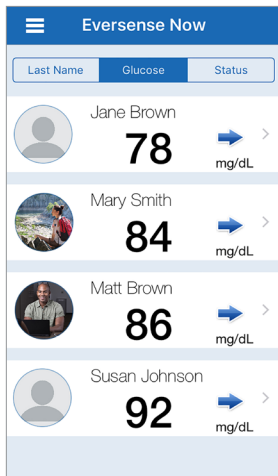 Eversense Now
Last Name Glucose Status
Jane Brown
78
mg/dL
Mary Smith
84
mg/dL
Matt Brown
86
mg/dL
Susan Johnson
92
mg/dL